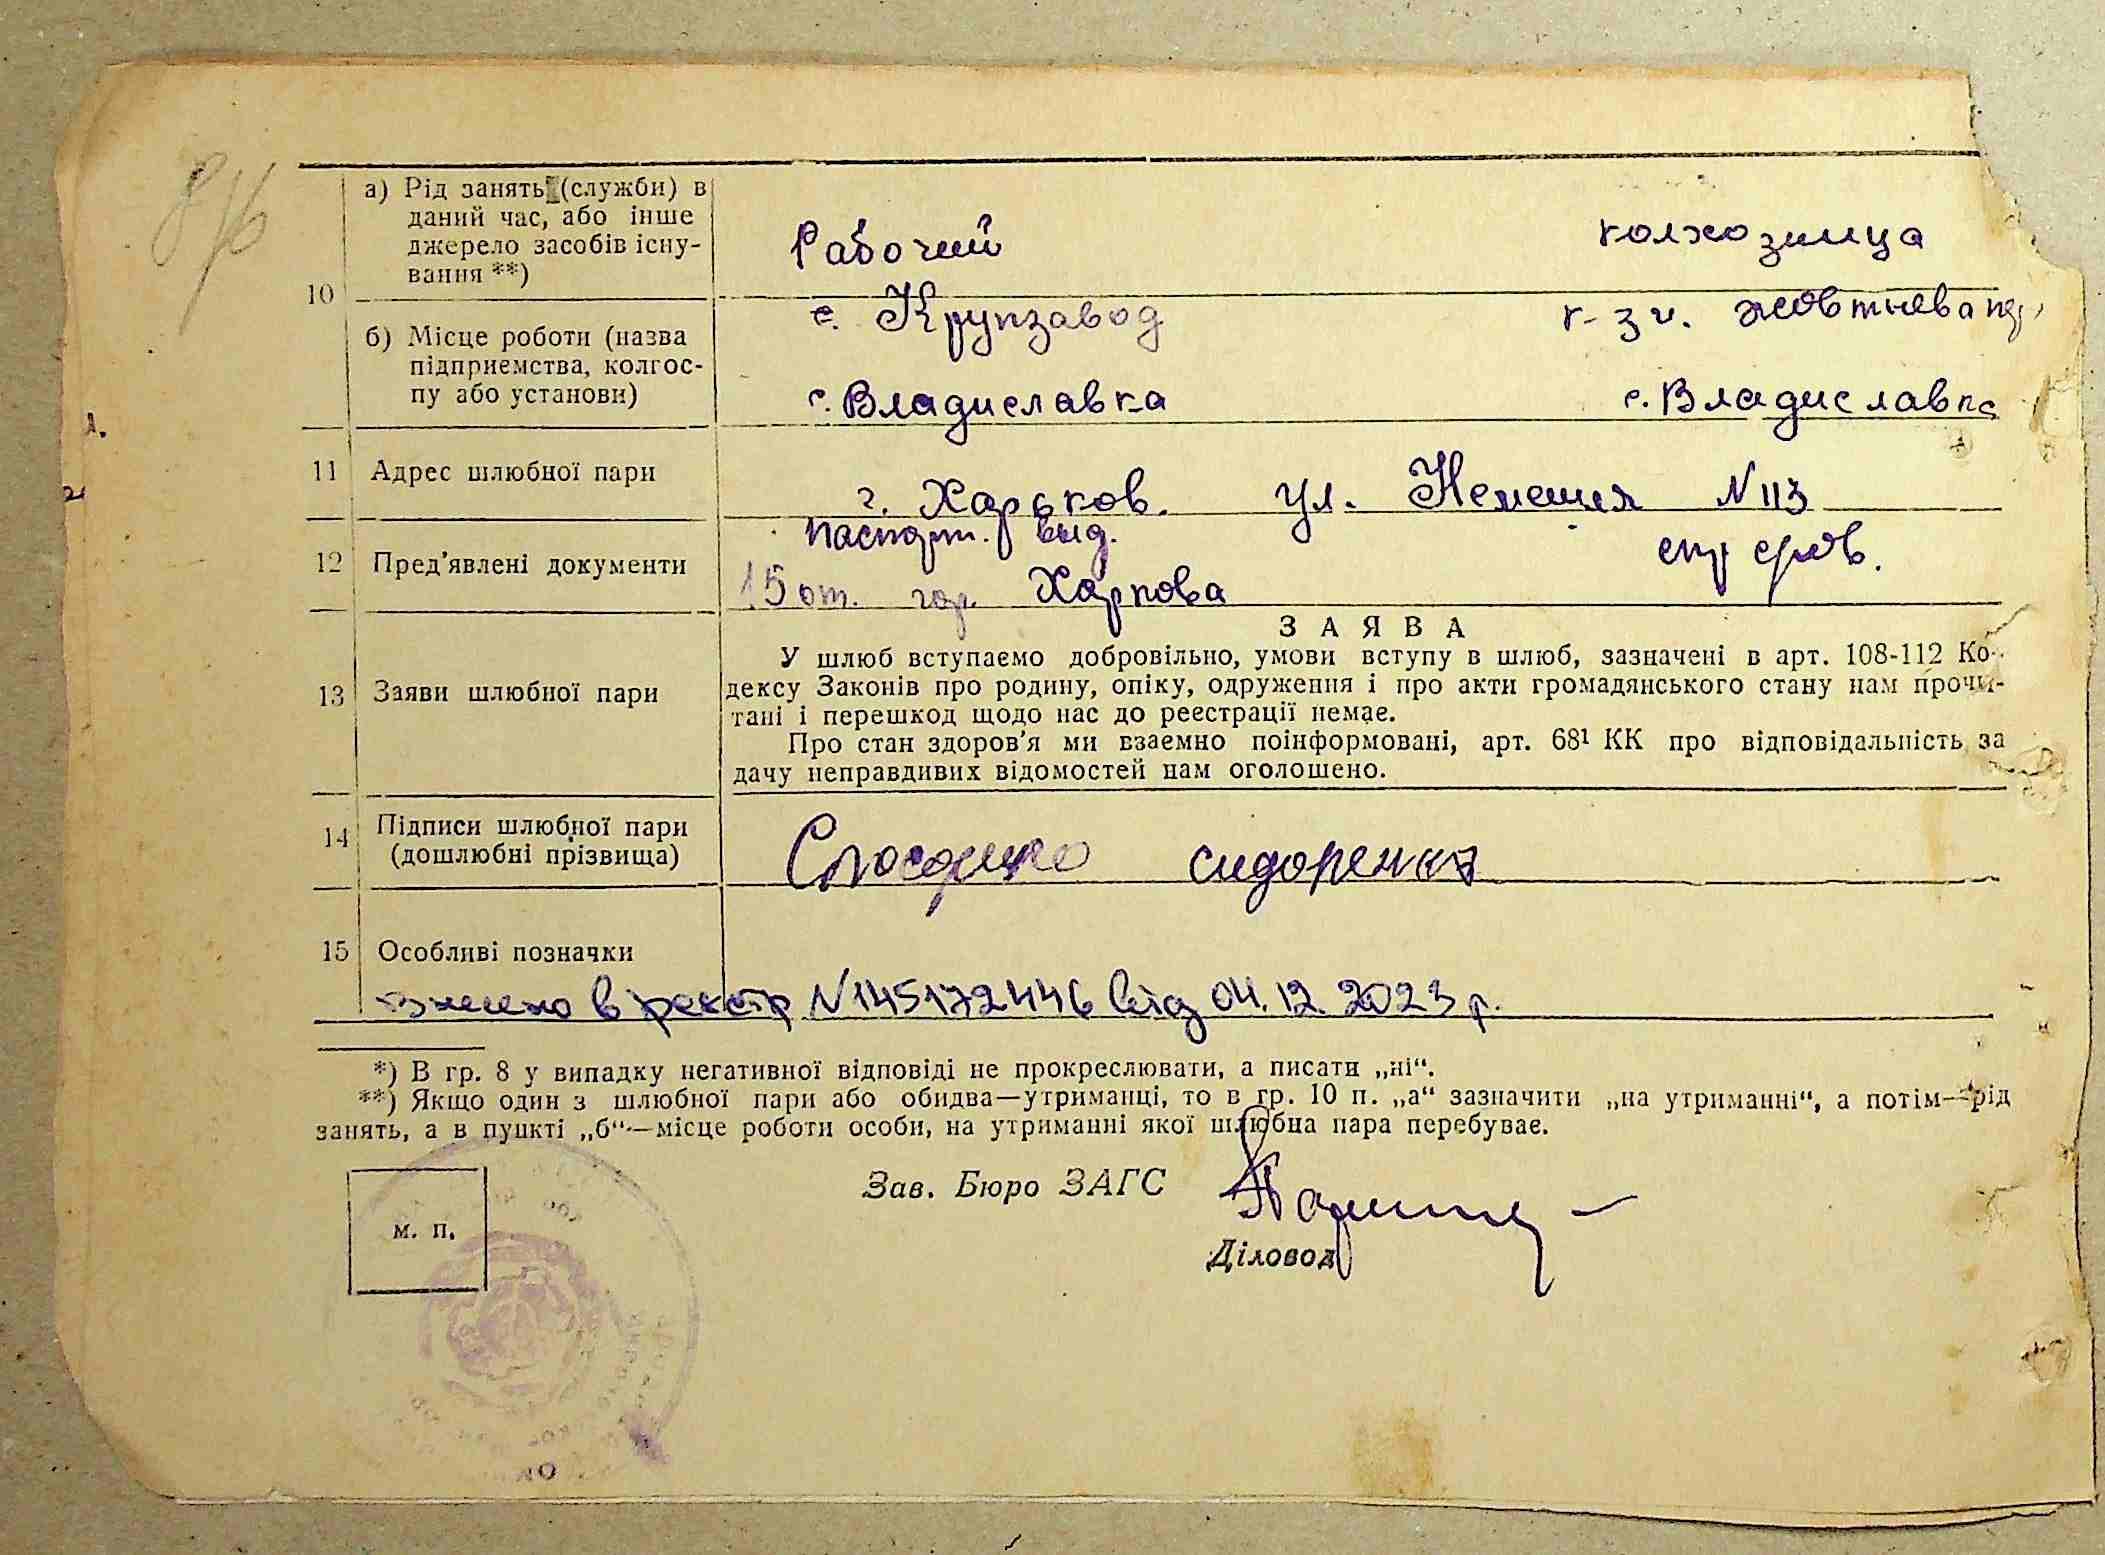 10
а) Рід занять (служби) в
даний час, або інше
джерело засобів існу-
вання **)
Рабочий
колхозница
б) Місце роботи (назва
підприємства, колгос-
пу або установи)
с. Крупзавод
к-з и. жовтнева
с. Владиславка
с. Владиславка
11 Адрес шлюбної пари
г. Харьков. ул. N 113
12 Пред'явлені документи
паспорт. выд.
15 от. гор. Харкова
13 Заяви шлюбної пари
ЗАЯВА
У шлюб вступаємо добровільно, умови вступу в шлюб, зазначені в арт. 108-112 Ко-
дексу Законів про родину, опіку, одруження і про акти громадянського стану нам прочи-
тані і перешкод щодо нас до реєстрації немає.
Про стан здоров'я ми взаємно поінформовані, арт. 68¹ КК про відповідальність за
дачу неправдивих відомостей нам оголошено.
14 Підписи шлюбної пари
(дошлюбні прізвища)
сидоренко
15 Особливі позначки
в реєстр N145172446 від 04.12.2023р.
*) В гр. 8 у випадку негативної відповіді не прокреслювати, а писати „ні“.
**) Якщо один з шлюбної пари або обидва—утриманці, то в гр. 10 п. „а“ зазначити „на утриманні“, а потім—рід
занять, а в пункті „б“—місце роботи особи, на утриманні якої шлюбна пара перебуває.
м. п.
Зав. Бюро ЗАГС
Діловод